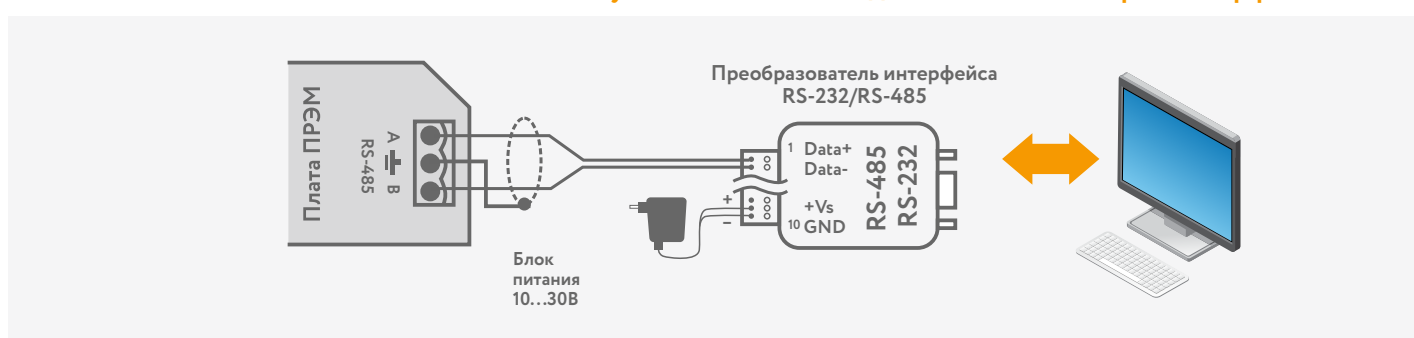 Преобразователь интерфейса
RS-232/RS-485
Плата ПРЭМ
RS-485
A
B
1 Data+
Data-
+Vs
10 GND
RS-485
RS-232
+
–
Блок
питания
10...30В